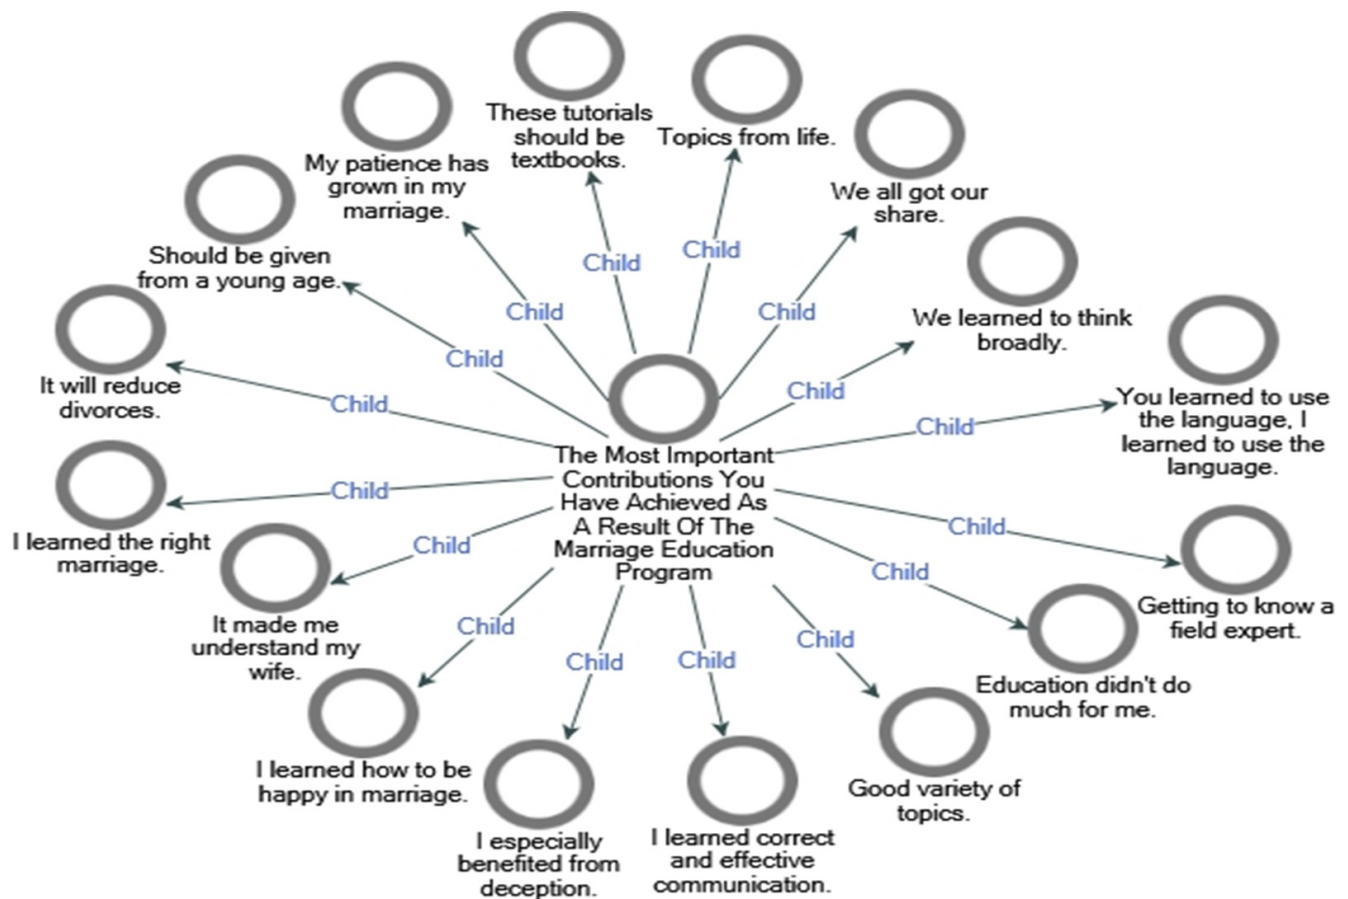 These tutorials
should be
textbooks.
Topics from life.
My patience has
grown in my
marriage.
We all got our
share.
Should be given
from a young age.
We learned to think
broadly.
It will reduce
divorces.
You learned to use
the language, I
learned to use the
language.
Child
Child
Child
Child
Child
Child
Child
Child
The Most Important
Contributions You
Have Achieved As
A Result Of The
Marriage Education
Program
Child
Child
Child
Child
Child
Child
Child
Child
I learned the right
marriage.
Getting to know a
field expert.
It made me
understand my
wife.
Education didn't do
much for me.
I learned how to be
happy in marriage.
Good variety of
topics.
I especially
benefited from
deception.
I learned correct
and effective
communication.